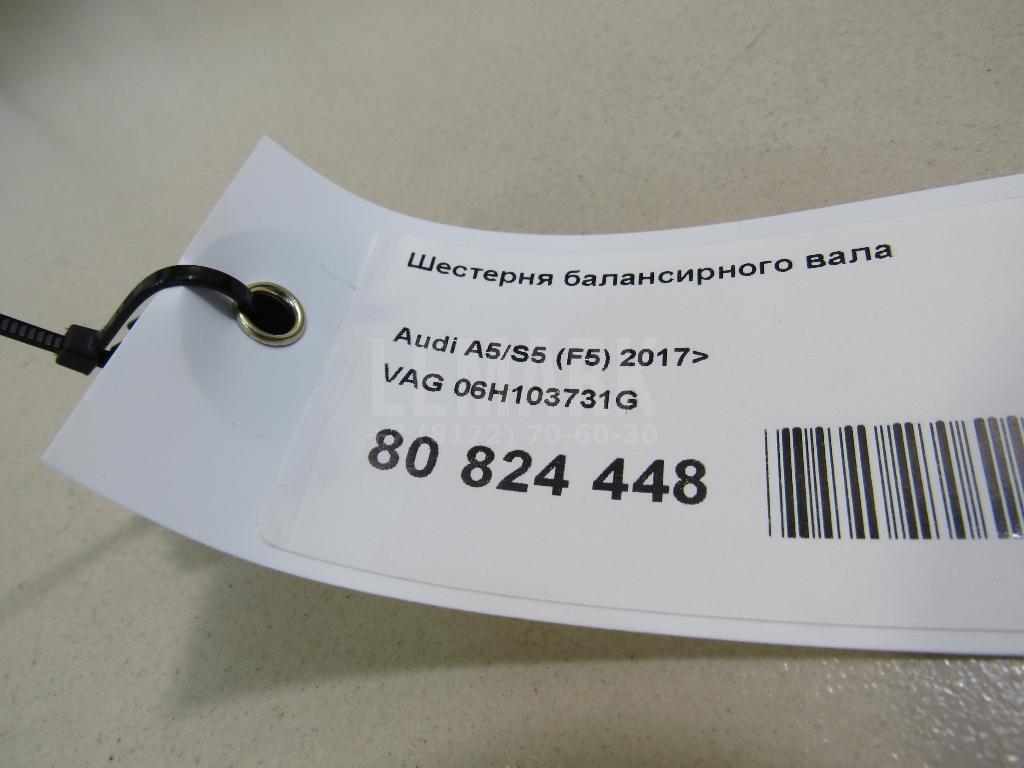 Шестерня балансирного вала
Audi A5/S5 (F5) 2017>
VAG 06H103731G
80 824 448
(8172) 70-60-30